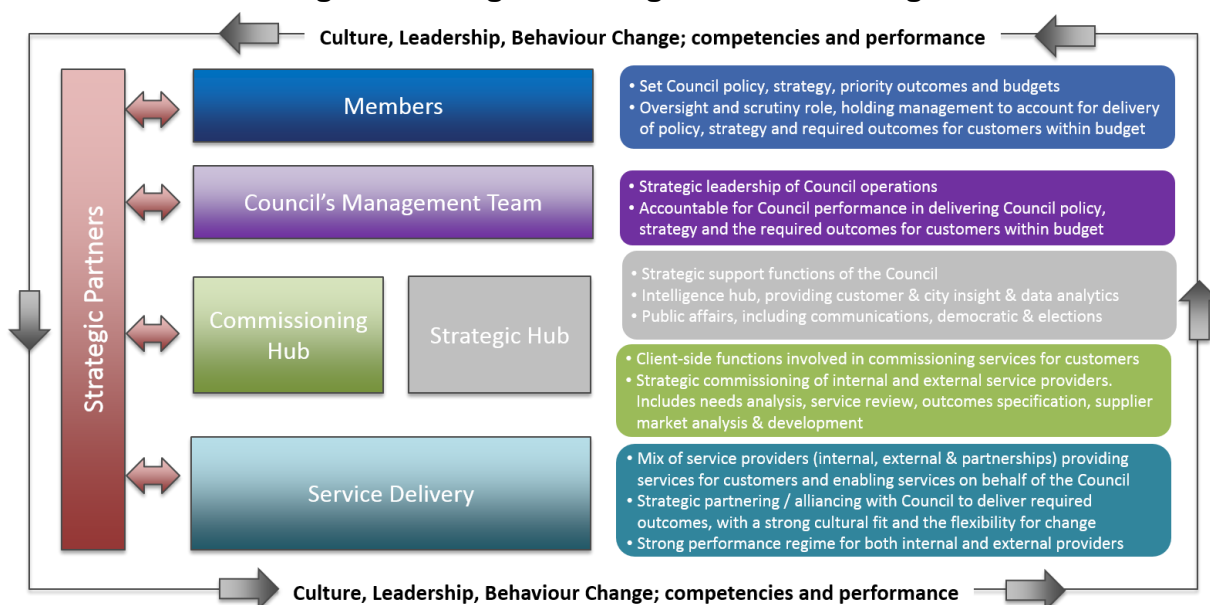 Culture, Leadership, Behaviour Change; competencies and performance
Strategic Partners
Members
• Set Council policy, strategy, priority outcomes and budgets
• Oversight and scrutiny role, holding management to account for delivery
of policy, strategy and required outcomes for customers within budget
Council's Management Team
• Strategic leadership of Council operations
• Accountable for Council performance in delivering Council policy,
strategy and the required outcomes for customers within budget
Commissioning
Hub
Strategic Hub
• Strategic support functions of the Council
• Intelligence hub, providing customer & city insight & data analytics
• Public affairs, including communications, democratic & elections
• Client-side functions involved in commissioning services for customers
• Strategic commissioning of internal and external service providers.
Includes needs analysis, service review, outcomes specification, supplier
market analysis & development
Service Delivery
• Mix of service providers (internal, external & partnerships) providing
services for customers and enabling services on behalf of the Council
• Strategic partnering / alliancing with Council to deliver required
outcomes, with a strong cultural fit and the flexibility for change
• Strong performance regime for both internal and external providers
Culture, Leadership, Behaviour Change; competencies and performance